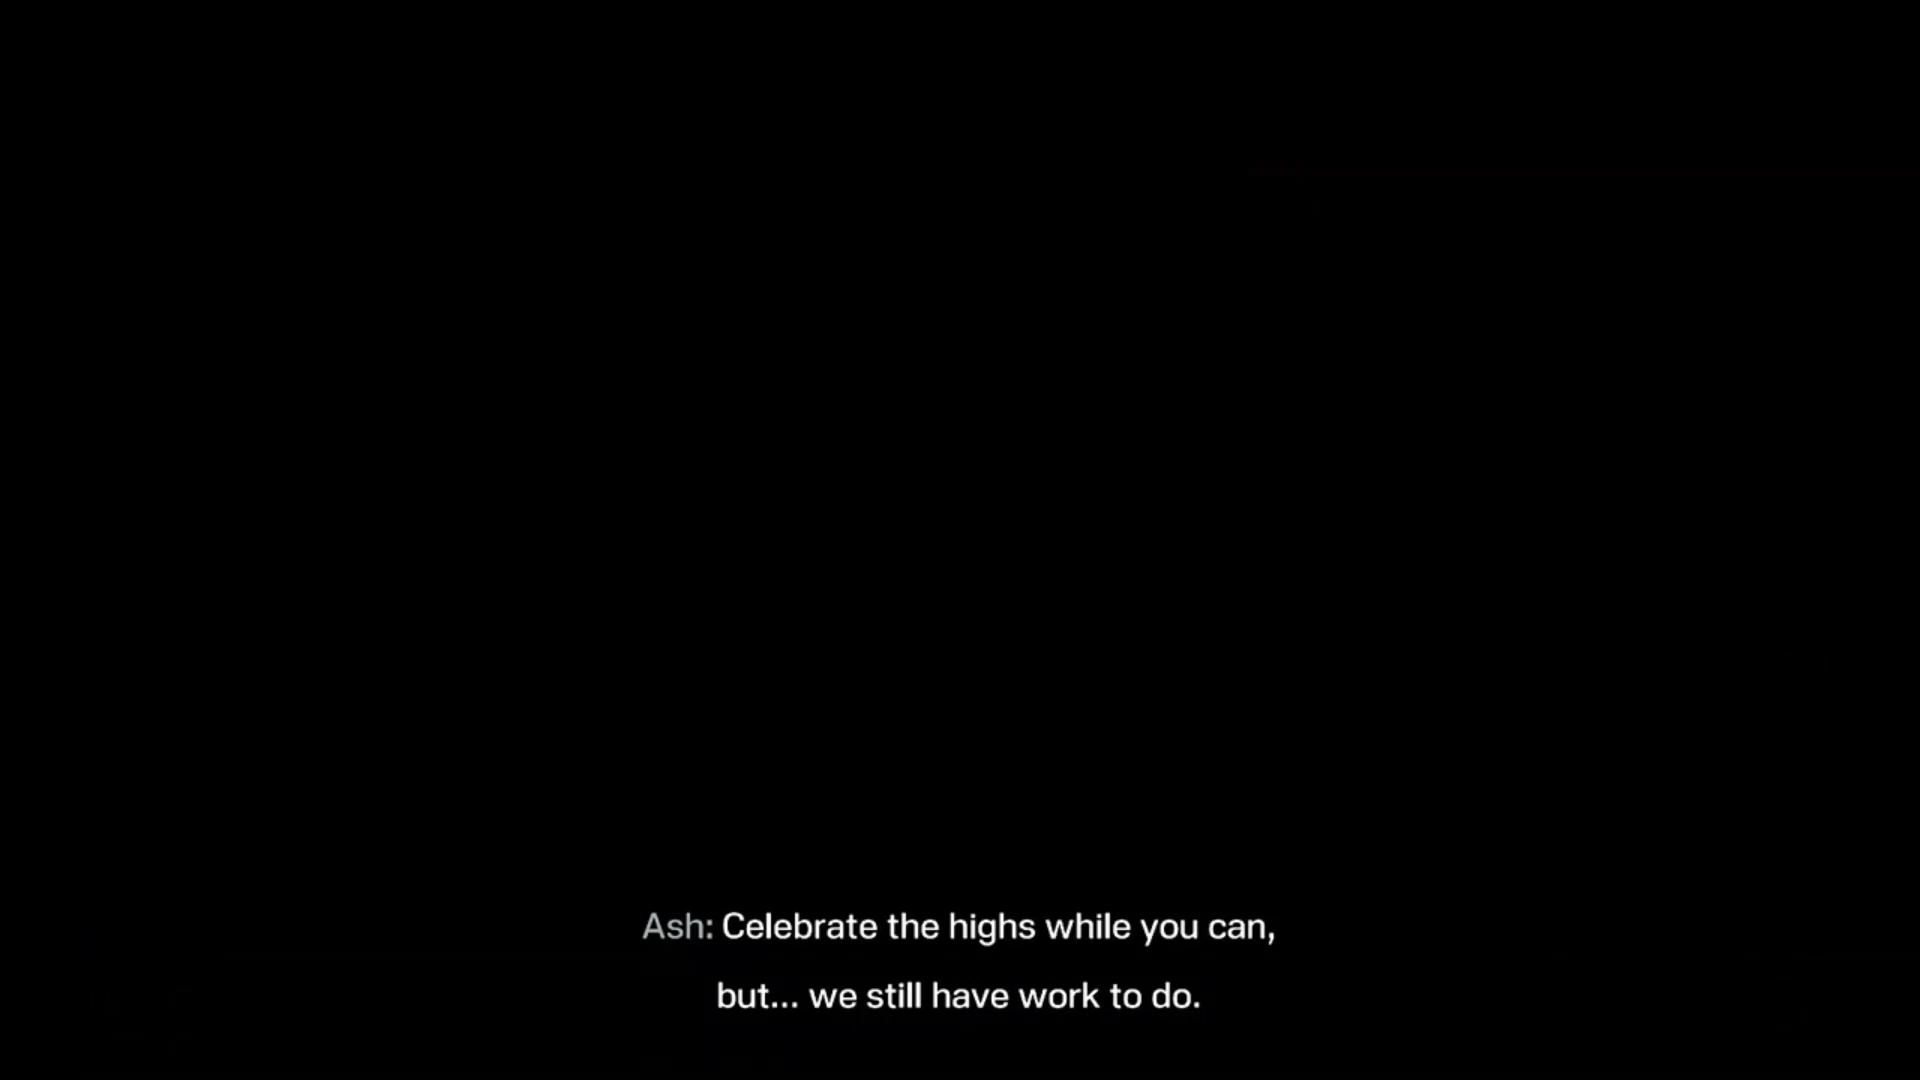 Ash: Celebrate the highs while you can,
but... we still have work to do.